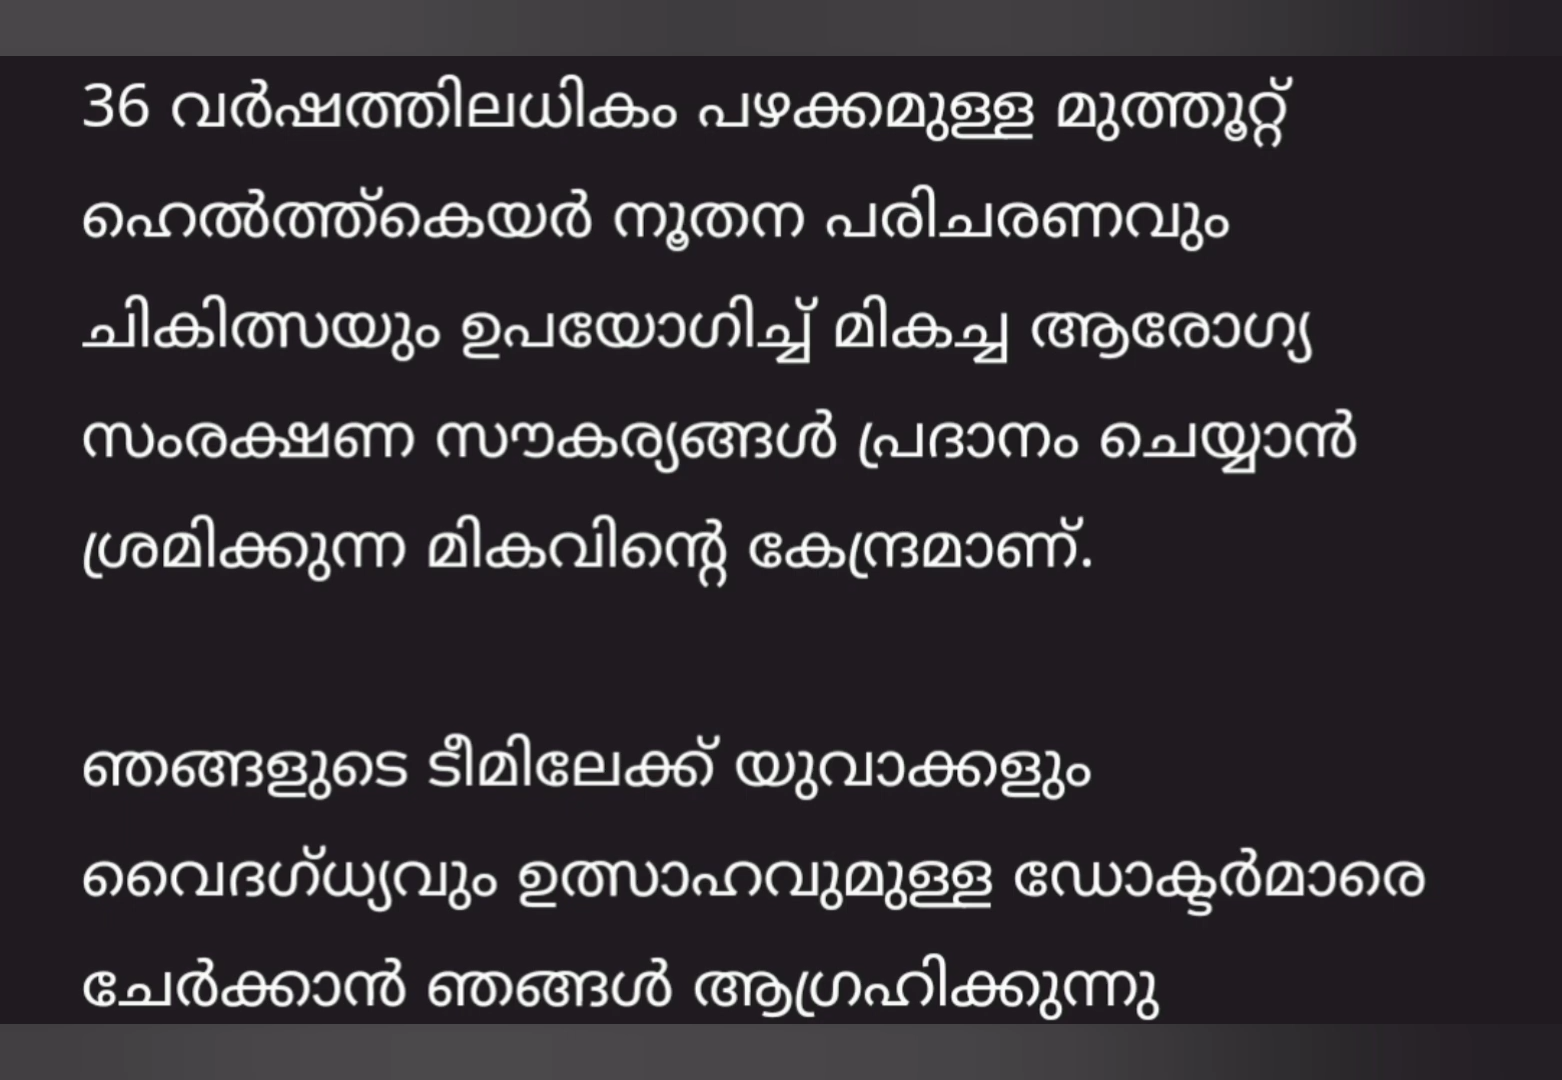 36 വർഷത്തിലധികം പഴക്കമുള്ള മുത്തൂറ്റ്
ഹെൽത്ത്കെയർ നൂതന പരിചരണവും
ചികിത്സയും ഉപയോഗിച്ച് മികച്ച ആരോഗ്യ
സംരക്ഷണ സൗകര്യങ്ങൾ പ്രദാനം ചെയ്യാൻ
ശ്രമിക്കുന്ന മികവിന്റെ കേന്ദ്രമാണ്.
ഞങ്ങളുടെ ടീമിലേക്ക് യുവാക്കളും
വൈദഗ്ധ്യവും ഉത്സാഹവുമുള്ള ഡോക്ടർമാരെ
ചേർക്കാൻ ഞങ്ങൾ ആഗ്രഹിക്കുന്നു